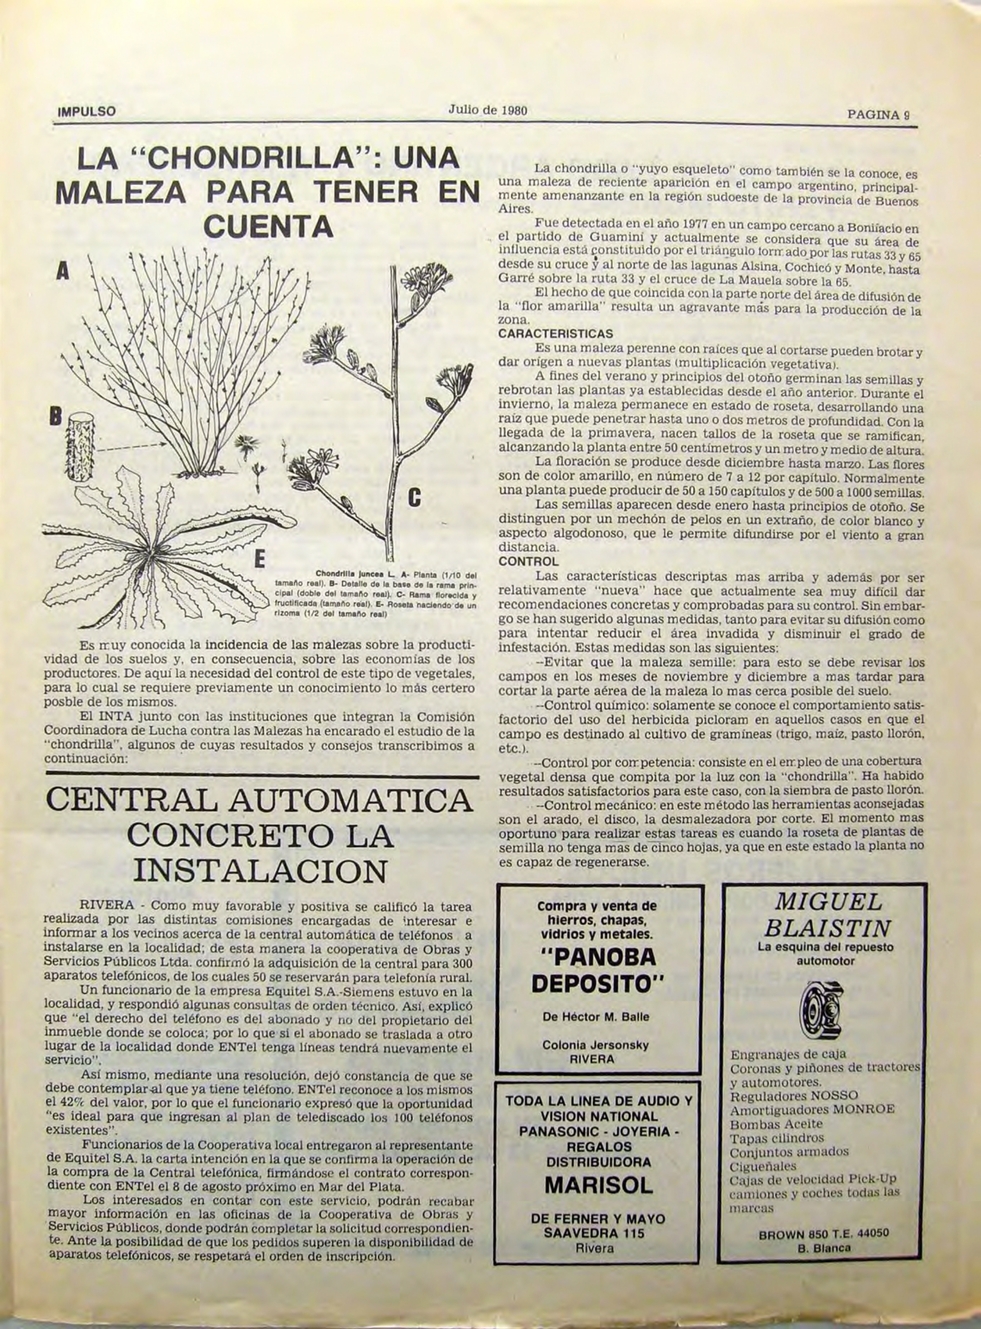 IMPULSO
Julio de 1980
PAGINA 9
LA "CHONDRILLA": UNA
MALEZA PARA TENER EN
CUENTA
A
B
C
E
Chondrilla juncea L. A- Planta (1/10 del
tamaño real). B- Detalle de la base de la rama prin-
cipal (doble del tamaño real). C- Rama florecida y
fructificada (tamaño real). E- Roseta naciendo de un
rizoma (1/2 del tamaño real)
Es muy conocida la incidencia de las malezas sobre la producti-
vidad de los suelos y, en consecuencia, sobre las economías de los
productores. De aquí la necesidad del control de este tipo de vegetales,
para lo cual se requiere previamente un conocimiento lo más certero
posble de los mismos.
El INTA junto con las instituciones que integran la Comisión
Coordinadora de Lucha contra las Malezas ha encarado el estudio de la
"chondrilla", algunos de cuyas resultados y consejos transcribimos a
continuación:
La chondrilla o "yuyo esqueleto" como también se la conoce, es
una maleza de reciente aparición en el campo argentino, principal-
mente amenanzante en la región sudoeste de la provincia de Buenos
Aires.
Fue detectada en el año 1977 en un campo cercano a Bonifacio en
el partido de Guaminí y actualmente se considera que su área de
influencia está constituído por el triángulo formado por las rutas 33 y 65
desde su cruce y al norte de las lagunas Alsina, Cochicó y Monte, hasta
Garré sobre la ruta 33 y el cruce de La Mauela sobre la 65.
El hecho de que coincida con la parte norte del área de difusión de
la "flor amarilla" resulta un agravante más para la producción de la
zona.
CARACTERISTICAS
Es una maleza perenne con raíces que al cortarse pueden brotar y
dar orígen a nuevas plantas (multiplicación vegetativa).
A fines del verano y principios del otoño germinan las semillas y
rebrotan las plantas ya establecidas desde el año anterior. Durante el
invierno, la maleza permanece en estado de roseta, desarrollando una
raíz que puede penetrar hasta uno o dos metros de profundidad. Con la
llegada de la primavera, nacen tallos de la roseta que se ramifican,
alcanzando la planta entre 50 centímetros y un metro y medio de altura.
La floración se produce desde diciembre hasta marzo. Las flores
son de color amarillo, en número de 7 a 12 por capítulo. Normalmente
una planta puede producir de 50 a 150 capítulos y de 500 a 1000 semillas.
Las semillas aparecen desde enero hasta principios de otoño. Se
distinguen por un mechón de pelos en un extraño, de color blanco y
aspecto algodonoso, que le permite difundirse por el viento a gran
distancia.
CONTROL
Las características descriptas mas arriba y además por ser
relativamente "nueva" hace que actualmente sea muy difícil dar
recomendaciones concretas y comprobadas para su control. Sin embar-
go se han sugerido algunas medidas, tanto para evitar su difusión como
para intentar reducir el área invadida y disminuir el grado de
infestación. Estas medidas son las siguientes:
--Evitar que la maleza semille: para esto se debe revisar los
campos en los meses de noviembre y diciembre a mas tardar para
cortar la parte aérea de la maleza lo mas cerca posible del suelo.
--Control químico: solamente se conoce el comportamiento satis-
factorio del uso del herbicida picloram en aquellos casos en que el
campo es destinado al cultivo de gramíneas (trigo, maíz, pasto llorón,
etc.).
--Control por competencia: consiste en el empleo de una cobertura
vegetal densa que compita por la luz con la "chondrilla". Ha habido
resultados satisfactorios para este caso, con la siembra de pasto llorón.
--Control mecánico: en este método las herramientas aconsejadas
son el arado, el disco, la desmalezadora por corte. El momento mas
oportuno para realizar estas tareas es cuando la roseta de plantas de
semilla no tenga mas de cinco hojas, ya que en este estado la planta no
es capaz de regenerarse.
CENTRAL AUTOMATICA
CONCRETO LA
INSTALACION
RIVERA - Como muy favorable y positiva se calificó la tarea
realizada por las distintas comisiones encargadas de interesar e
informar a los vecinos acerca de la central automática de teléfonos a
instalarse en la localidad; de esta manera la cooperativa de Obras y
Servicios Públicos Ltda. confirmó la adquisición de la central para 300
aparatos telefónicos, de los cuales 50 se reservarán para telefonía rural.
Un funcionario de la empresa Equitel S.A.-Siemens estuvo en la
localidad, y respondió algunas consultas de orden técnico. Así, explicó
que "el derecho del teléfono es del abonado y no del propietario del
inmueble donde se coloca; por lo que si el abonado se traslada a otro
lugar de la localidad donde ENTel tenga líneas tendrá nuevamente el
servicio".
Así mismo, mediante una resolución, dejó constancia de que se
debe contemplar al que ya tiene teléfono. ENTel reconoce a los mismos
el 42% del valor, por lo que el funcionario expresó que la oportunidad
"es ideal para que ingresan al plan de telediscado los 100 teléfonos
existentes".
Funcionarios de la Cooperativa local entregaron al representante
de Equitel S.A. la carta intención en la que se confirma la operación de
la compra de la Central telefónica, firmándose el contrato correspon-
diente con ENTel el 8 de agosto próximo en Mar del Plata.
Los interesados en contar con este servicio, podrán recabar
mayor información en las oficinas de la Cooperativa de Obras y
Servicios Públicos, donde podrán completar la solicitud correspondien-
te. Ante la posibilidad de que los pedidos superen la disponibilidad de
aparatos telefónicos, se respetará el orden de inscripción.
Compra y venta de
hierros, chapas,
vidrios y metales.
"PANOBA
DEPOSITO"
De Héctor M. Balle
Colonia Jersonsky
RIVERA
TODA LA LINEA DE AUDIO Y
VISION NATIONAL
PANASONIC - JOYERIA -
REGALOS
DISTRIBUIDORA
MARISOL
DE FERNER Y MAYO
SAAVEDRA 115
Rivera
MIGUEL
BLAISTIN
La esquina del repuesto
automotor
Engranajes de caja
Coronas y piñones de tractores
y automotores.
Reguladores NOSSO
Amortiguadores MONROE
Bombas Aceite
Tapas cilindros
Conjuntos armados
Cigueñales
Cajas de velocidad Pick-Up
camiones y coches todas las
marcas
BROWN 850 T.E. 44050
B. Blanca